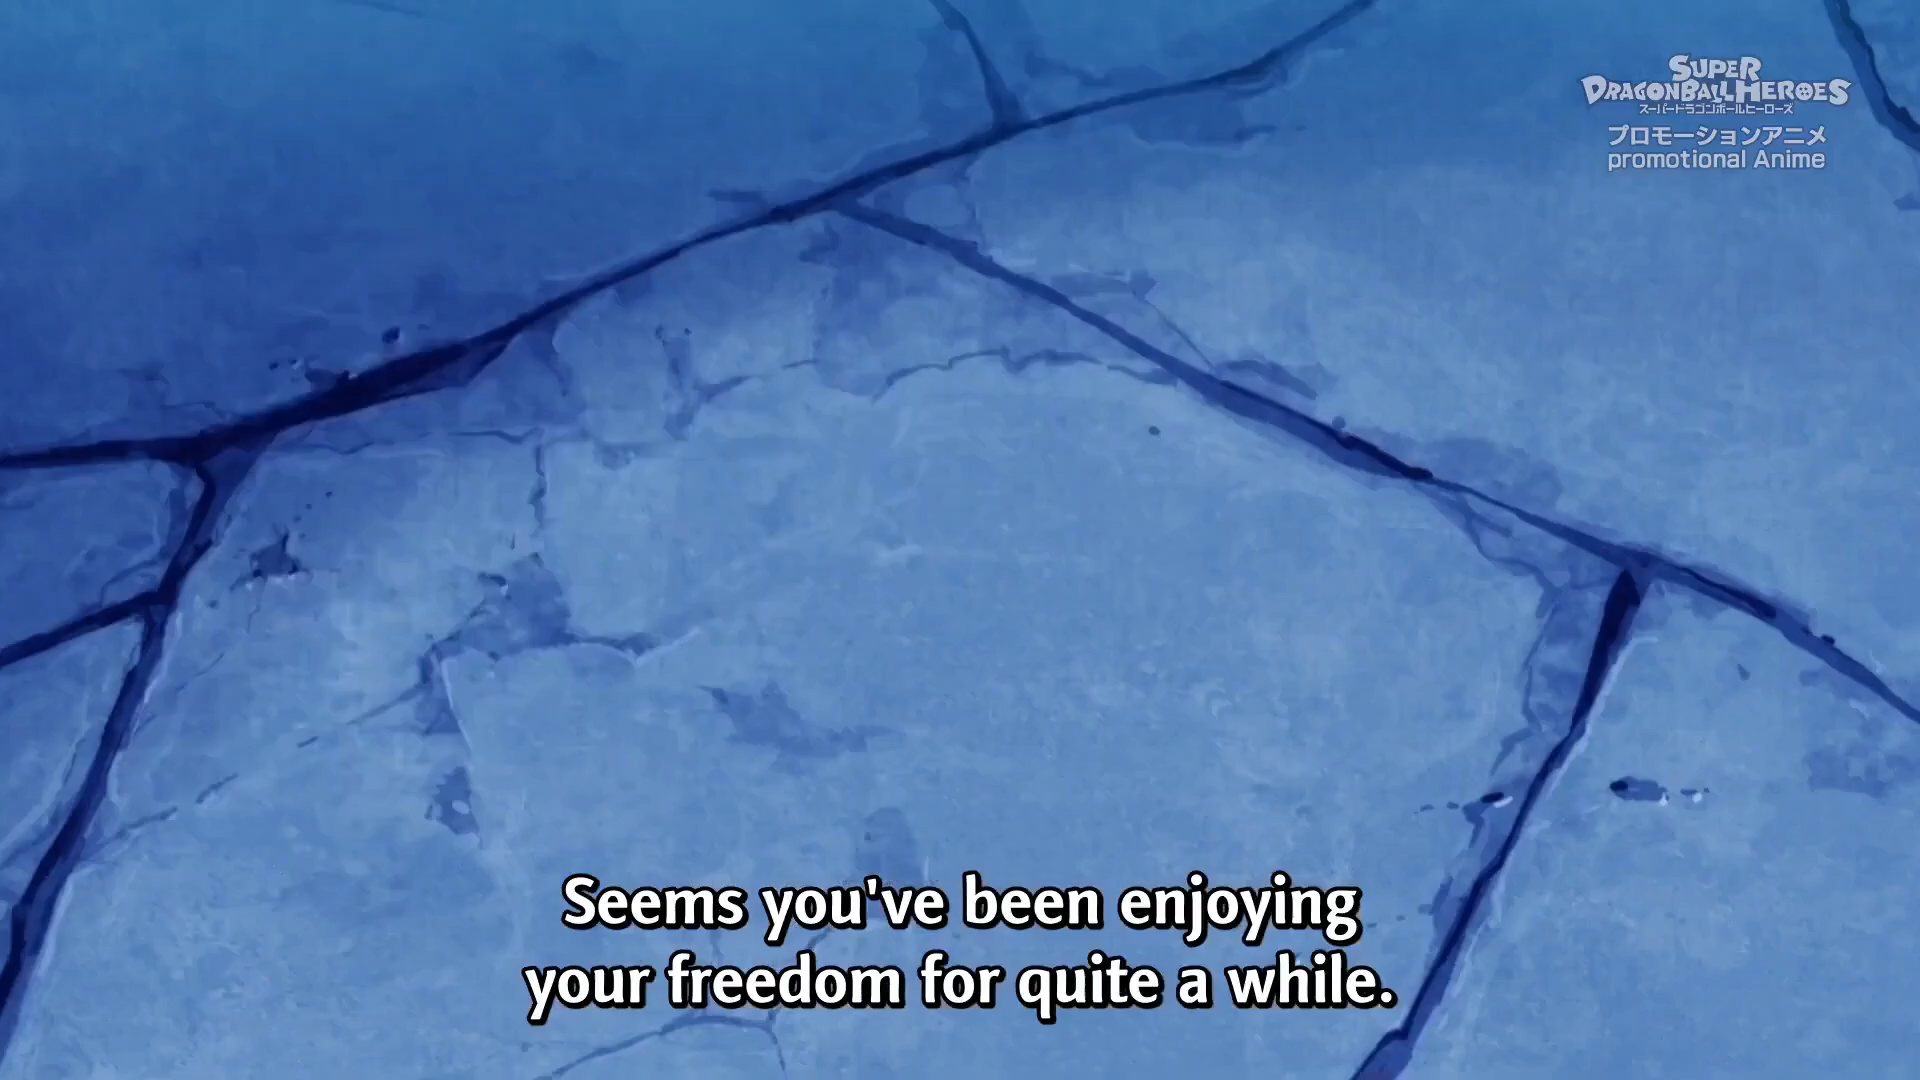 SUPER
DRAGONBALL HEROES
スーパードラゴンボールヒーローズ
プロモーションアニメ
promotional Anime
Seems you've been enjoying
your freedom for quite a while.